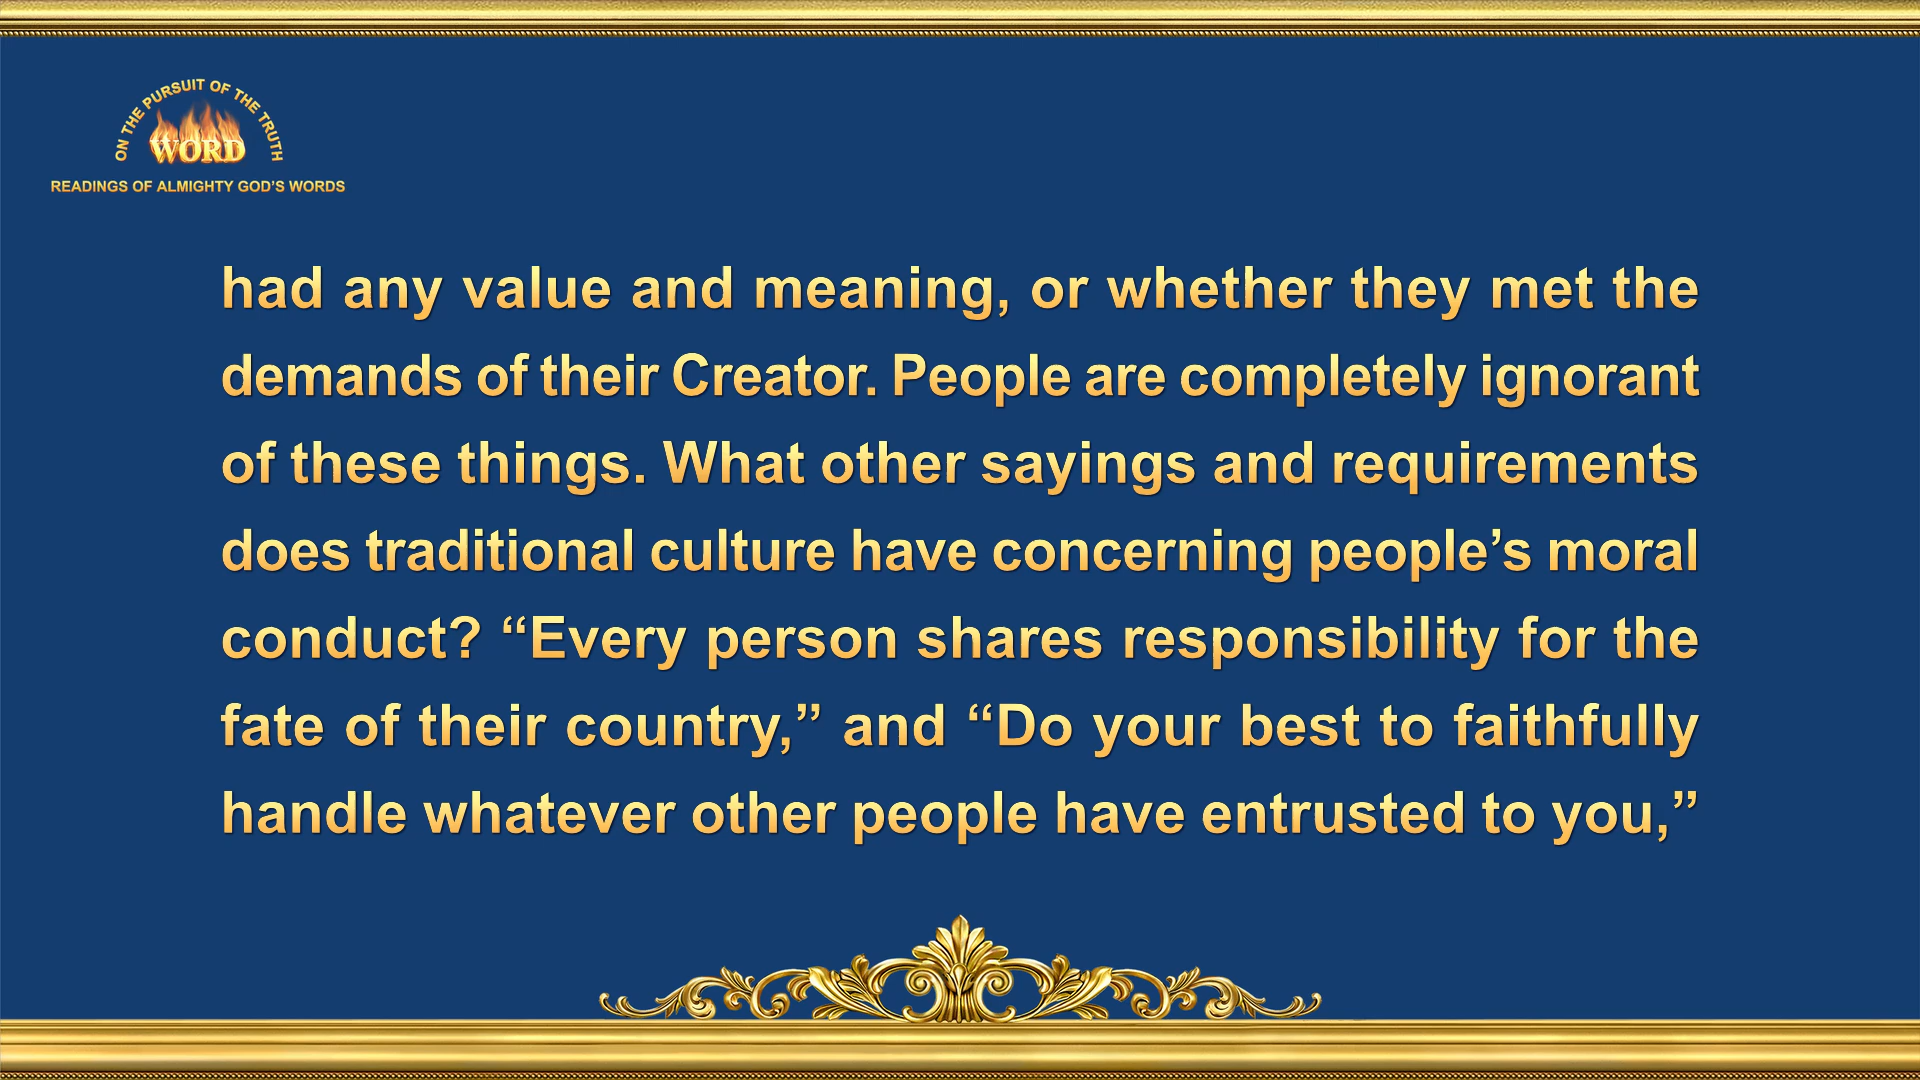 ON THE PURSUIT OF THE TRUTH
WORD
READINGS OF ALMIGHTY GOD’S WORDS
had any value and meaning, or whether they met the
demands of their Creator. People are completely ignorant
of these things. What other sayings and requirements
does traditional culture have concerning people’s moral
conduct? “Every person shares responsibility for the
fate of their country,” and “Do your best to faithfully
handle whatever other people have entrusted to you,”